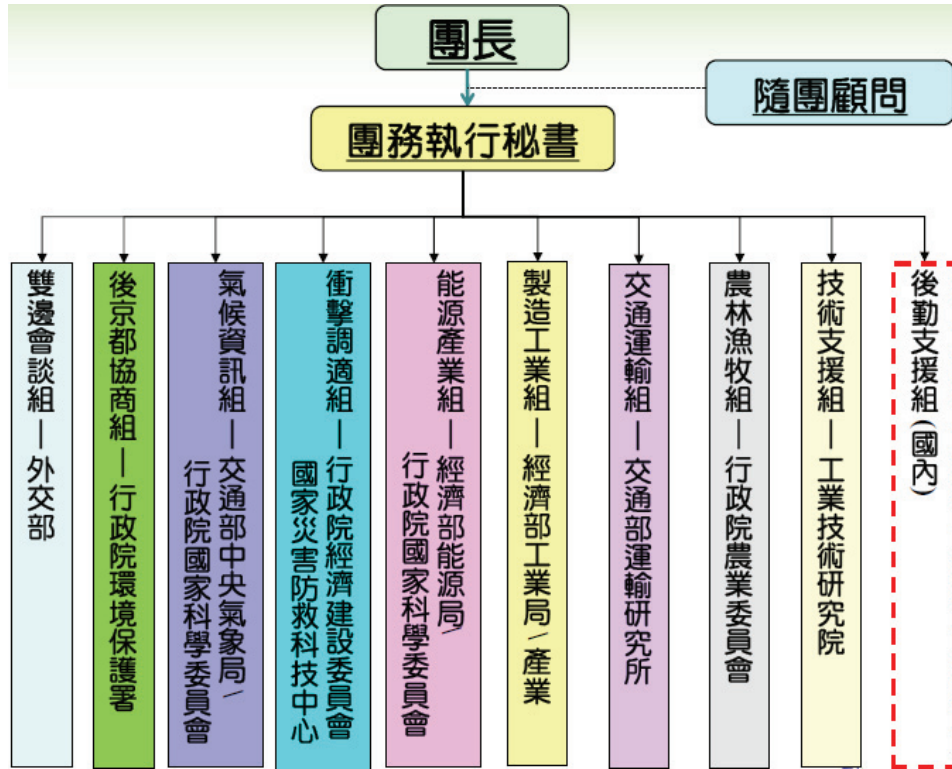 團長
隨團顧問
團務執行秘書
雙邊會談組—外交部
後京都協商組—行政院環境保護署
氣候資訊組—交通部中央氣象局/
行政院國家科學委員會
衝擊調適組—行政院經濟建設委員會
國家災害防救科技中心
能源產業組—經濟部能源局/
行政院國家科學委員會
製造工業組—經濟部工業局/產業
交通運輸組—交通部運輸研究所
農林漁牧組—行政院農業委員會
技術支援組—工業技術研究院
後勤支援組(國內)